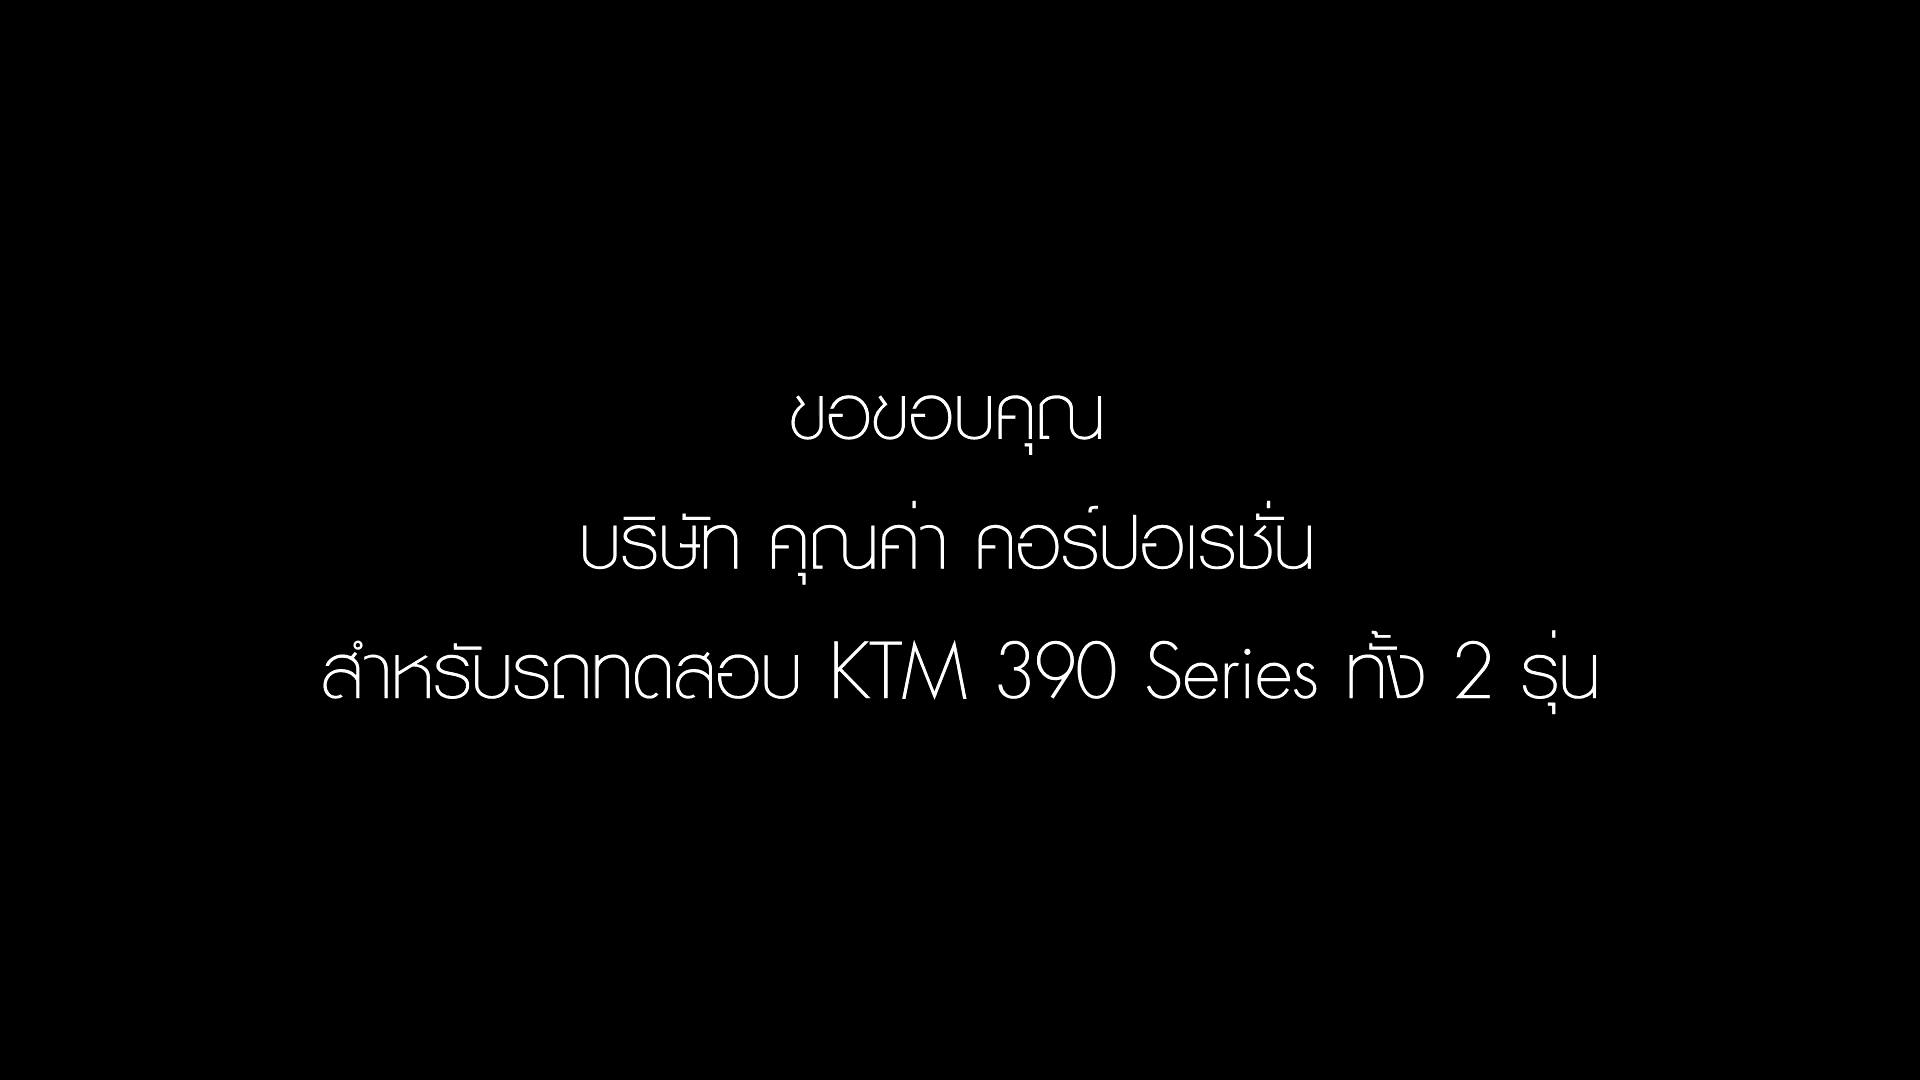 ขอขอบคุณ
บริษัท คุณค่า คอร์ปอเรชั่น
สำหรับรถทดสอบ KTM 390 Series ทั้ง 2 รุ่น